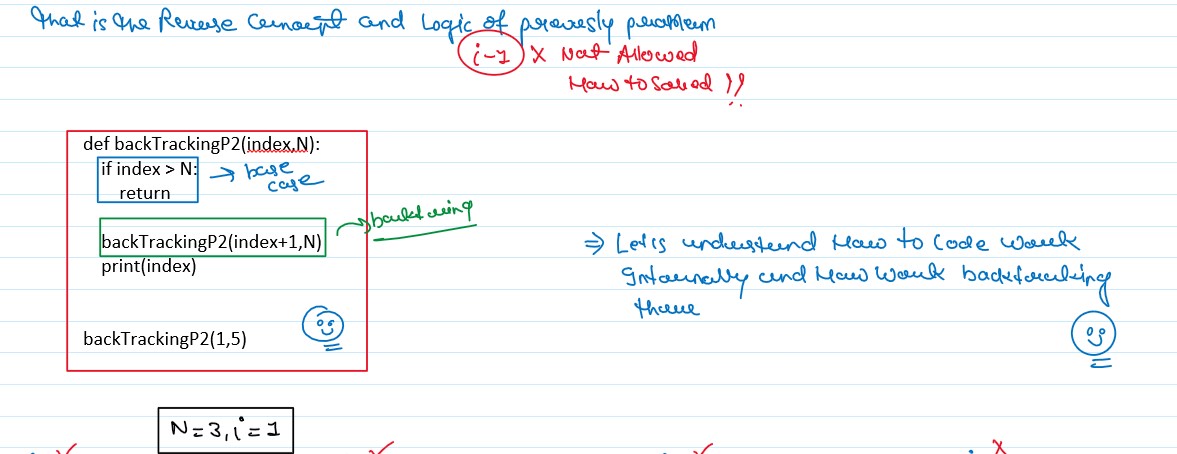 that is the Reverse Concept and Logic of previously problem
i-1 x Not Allowed
How to Solved !!
def backTrackingP2(index,N):
if index > N: → base case
return
backTrackingP2(index+1,N) → backtracking
print(index)
⇒ Let's understand How to Code Work
Internally and How Work backtracking
there
backTrackingP2(1,5)
N=3, i=1